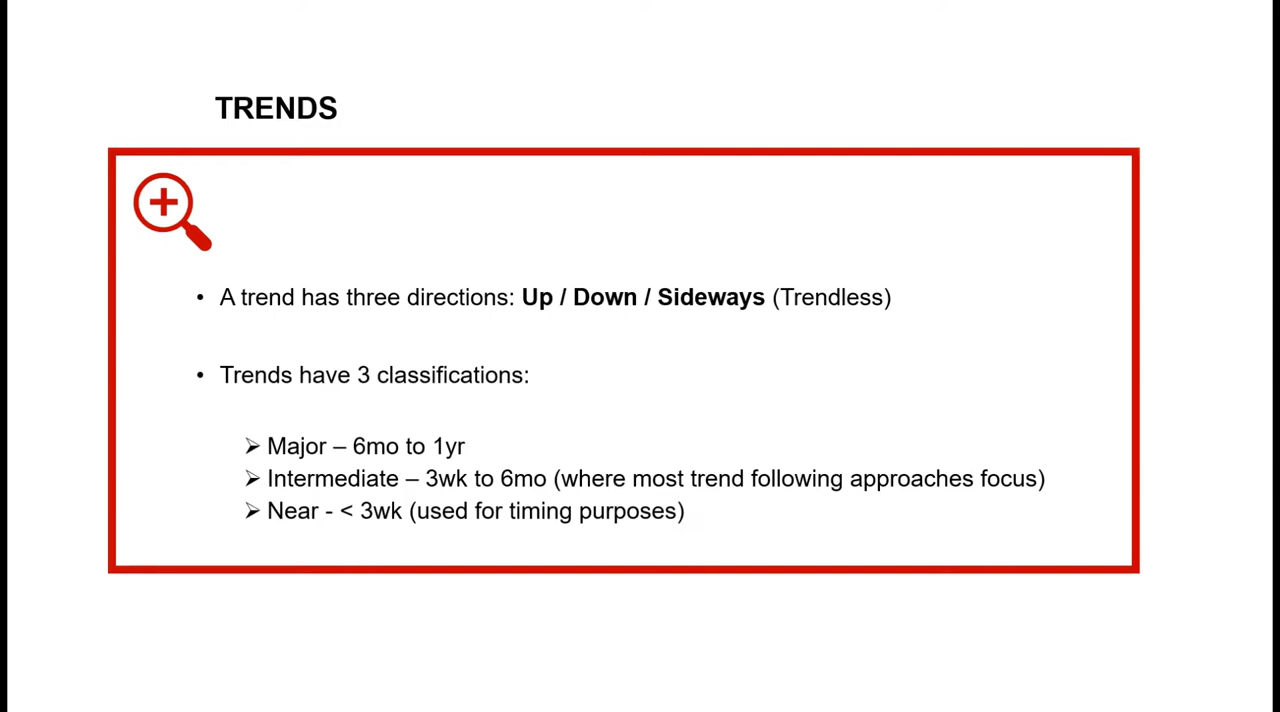 TRENDS
• A trend has three directions: Up / Down / Sideways (Trendless)
• Trends have 3 classifications:
➢ Major – 6mo to 1yr
➢ Intermediate – 3wk to 6mo (where most trend following approaches focus)
➢ Near - < 3wk (used for timing purposes)